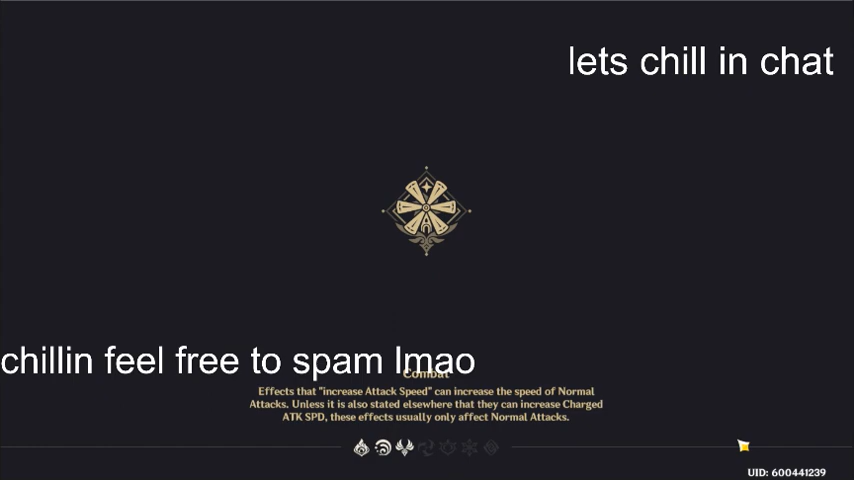 lets chill in chat
chillin feel free to spam lmao
Combat
Effects that "increase Attack Speed" can increase the speed of Normal
Attacks. Unless it is also stated elsewhere that they can increase Charged
ATK SPD, these effects usually only affect Normal Attacks.
UID: 600441239